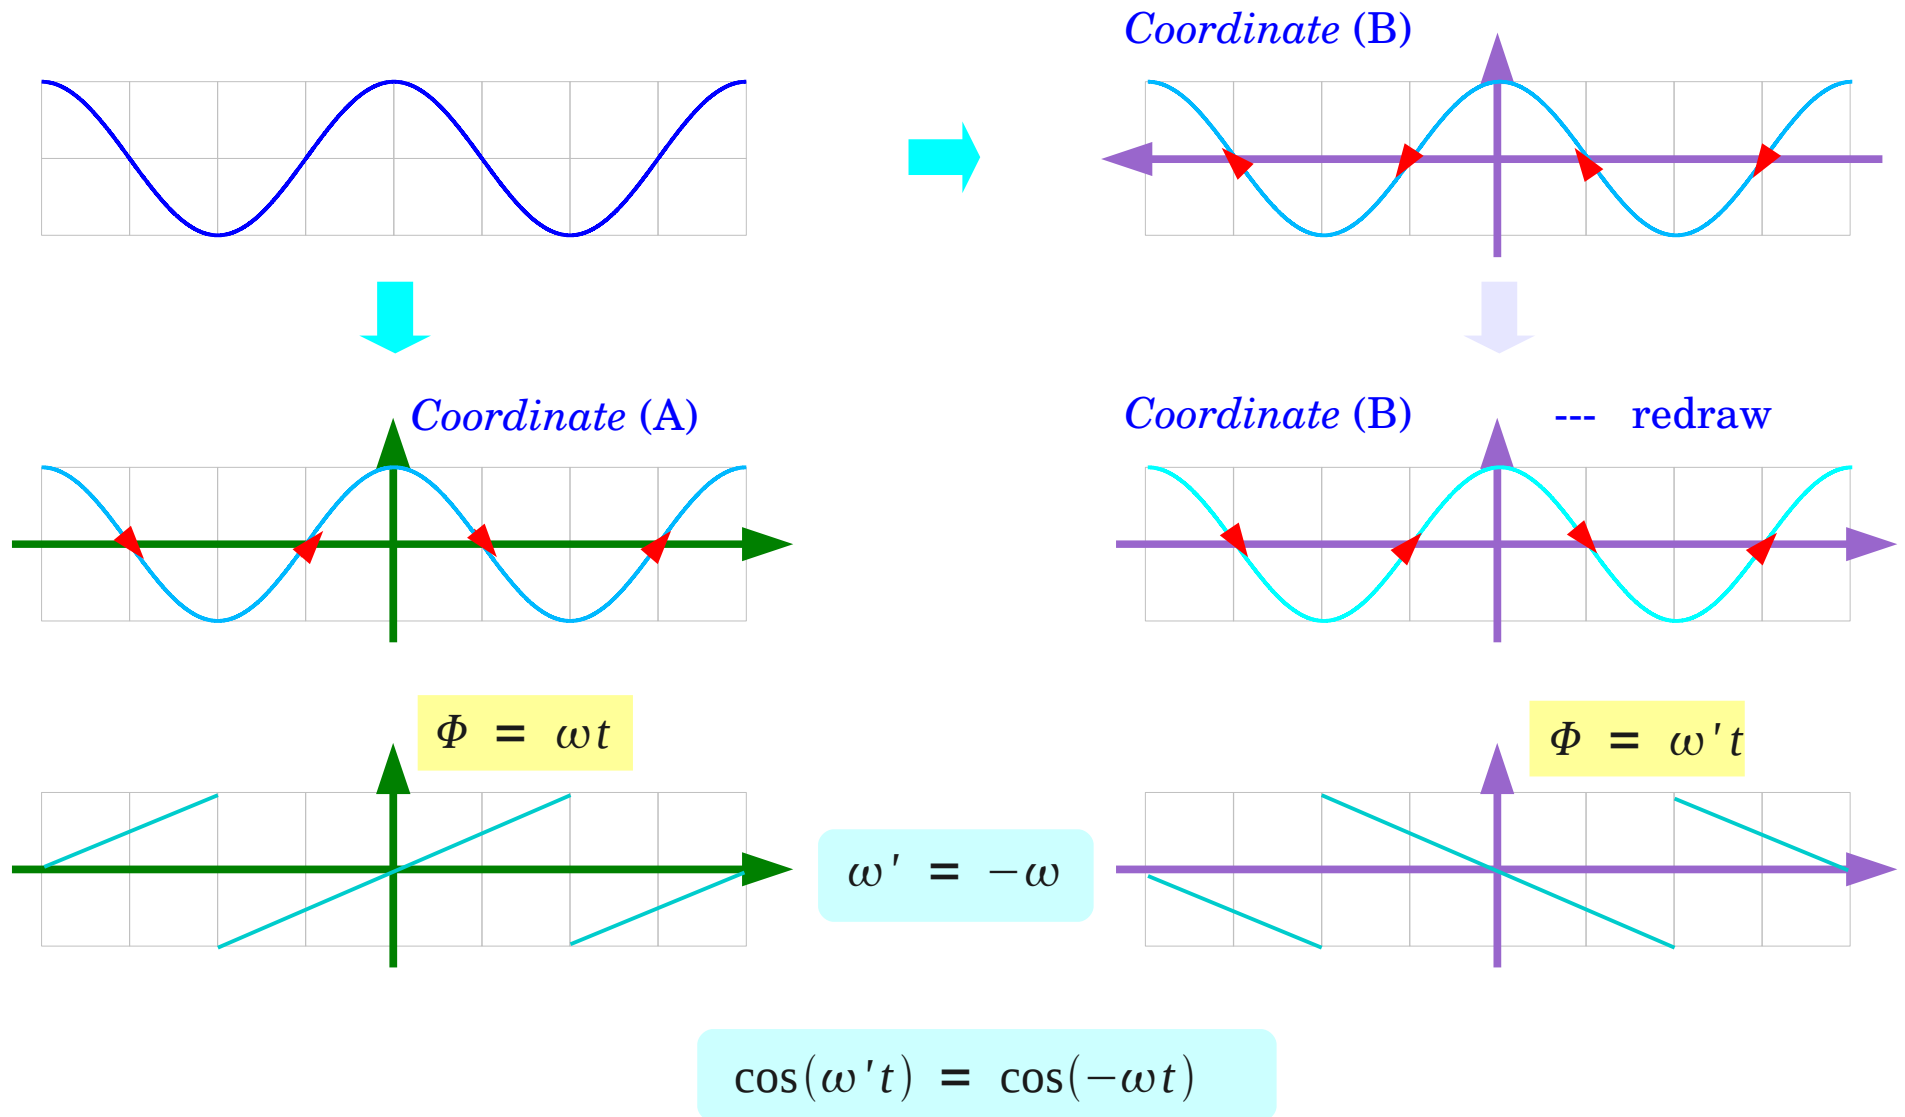 Coordinate (B)
Coordinate (A)
Coordinate (B) --- redraw
Φ = ωt
Φ = ω't
ω' = −ω
cos(ω't) = cos(−ωt)